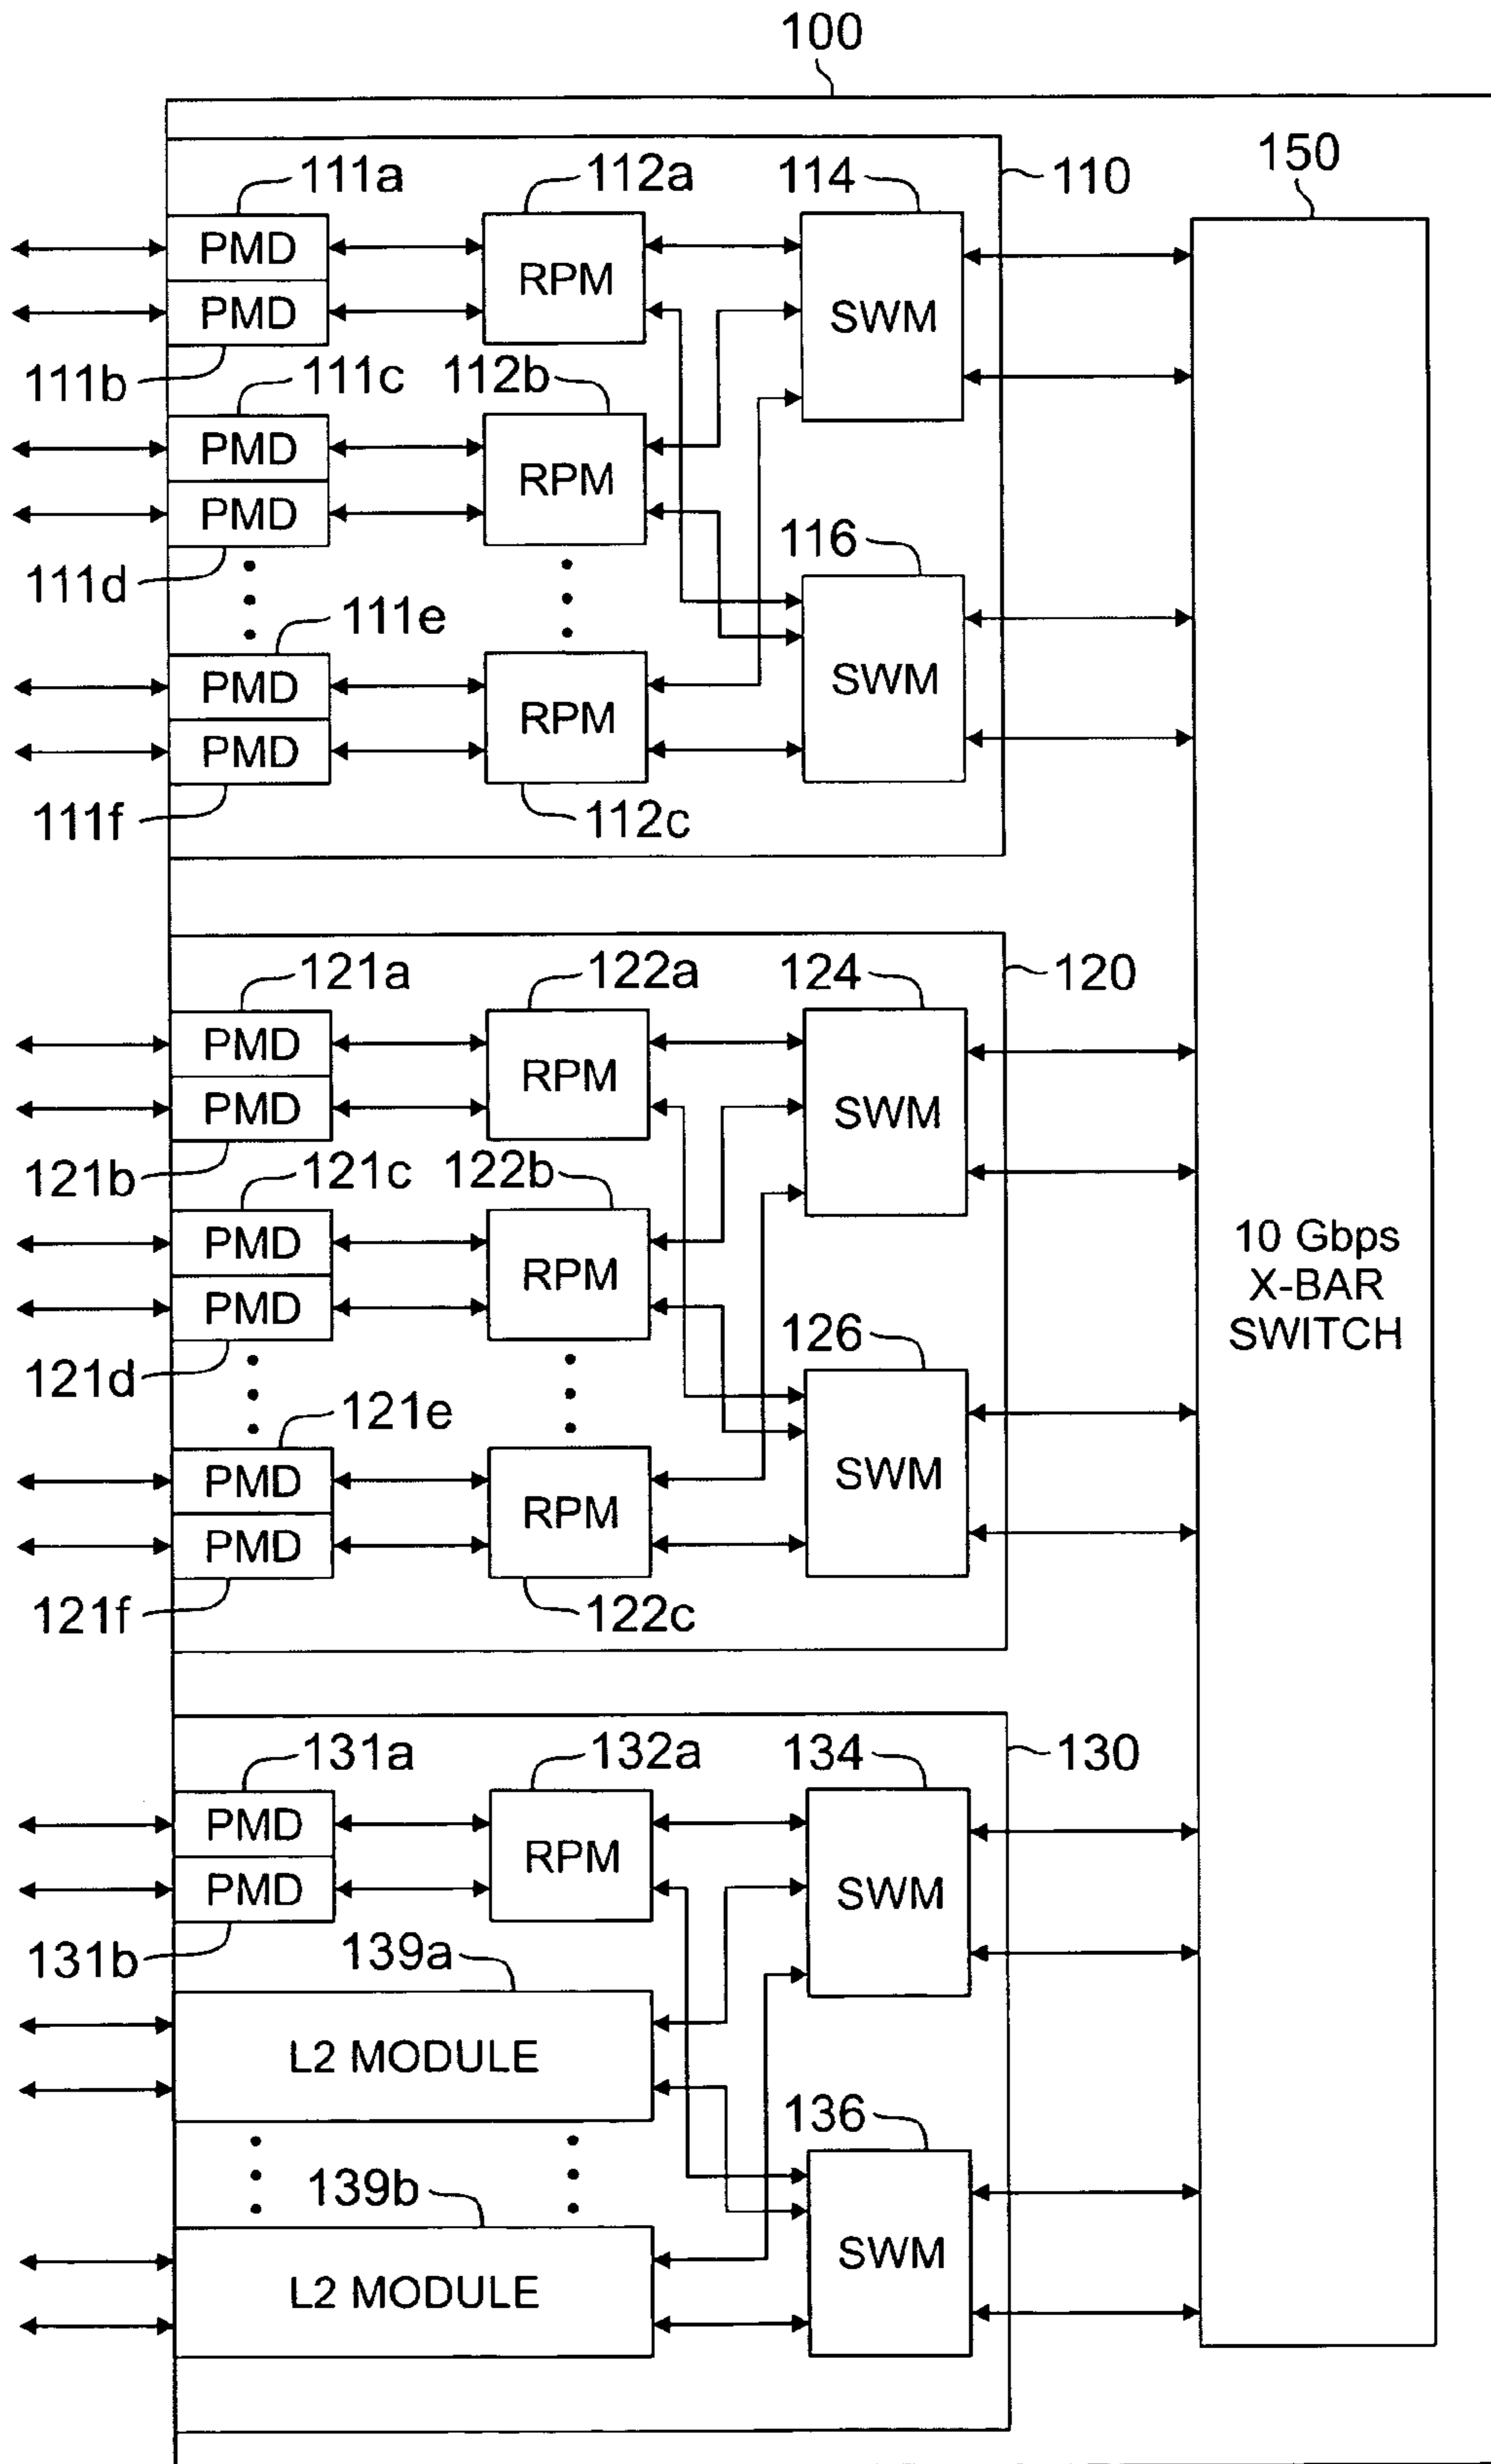 100
150
111a 112a 114 110
PMD
RPM
SWM
PMD
111b 111c 112b
PMD
RPM
PMD
111d
116
111e
PMD
RPM
SWM
PMD
111f 112c
121a 122a 124 120
PMD
RPM
SWM
PMD
121b 121c 122b
PMD
RPM
PMD
10 Gbps
X-BAR
SWITCH
121d
126
121e
PMD
RPM
SWM
PMD
121f 122c
131a 132a 134 130
PMD
RPM
SWM
PMD
131b 139a
L2 MODULE
136
139b
SWM
L2 MODULE